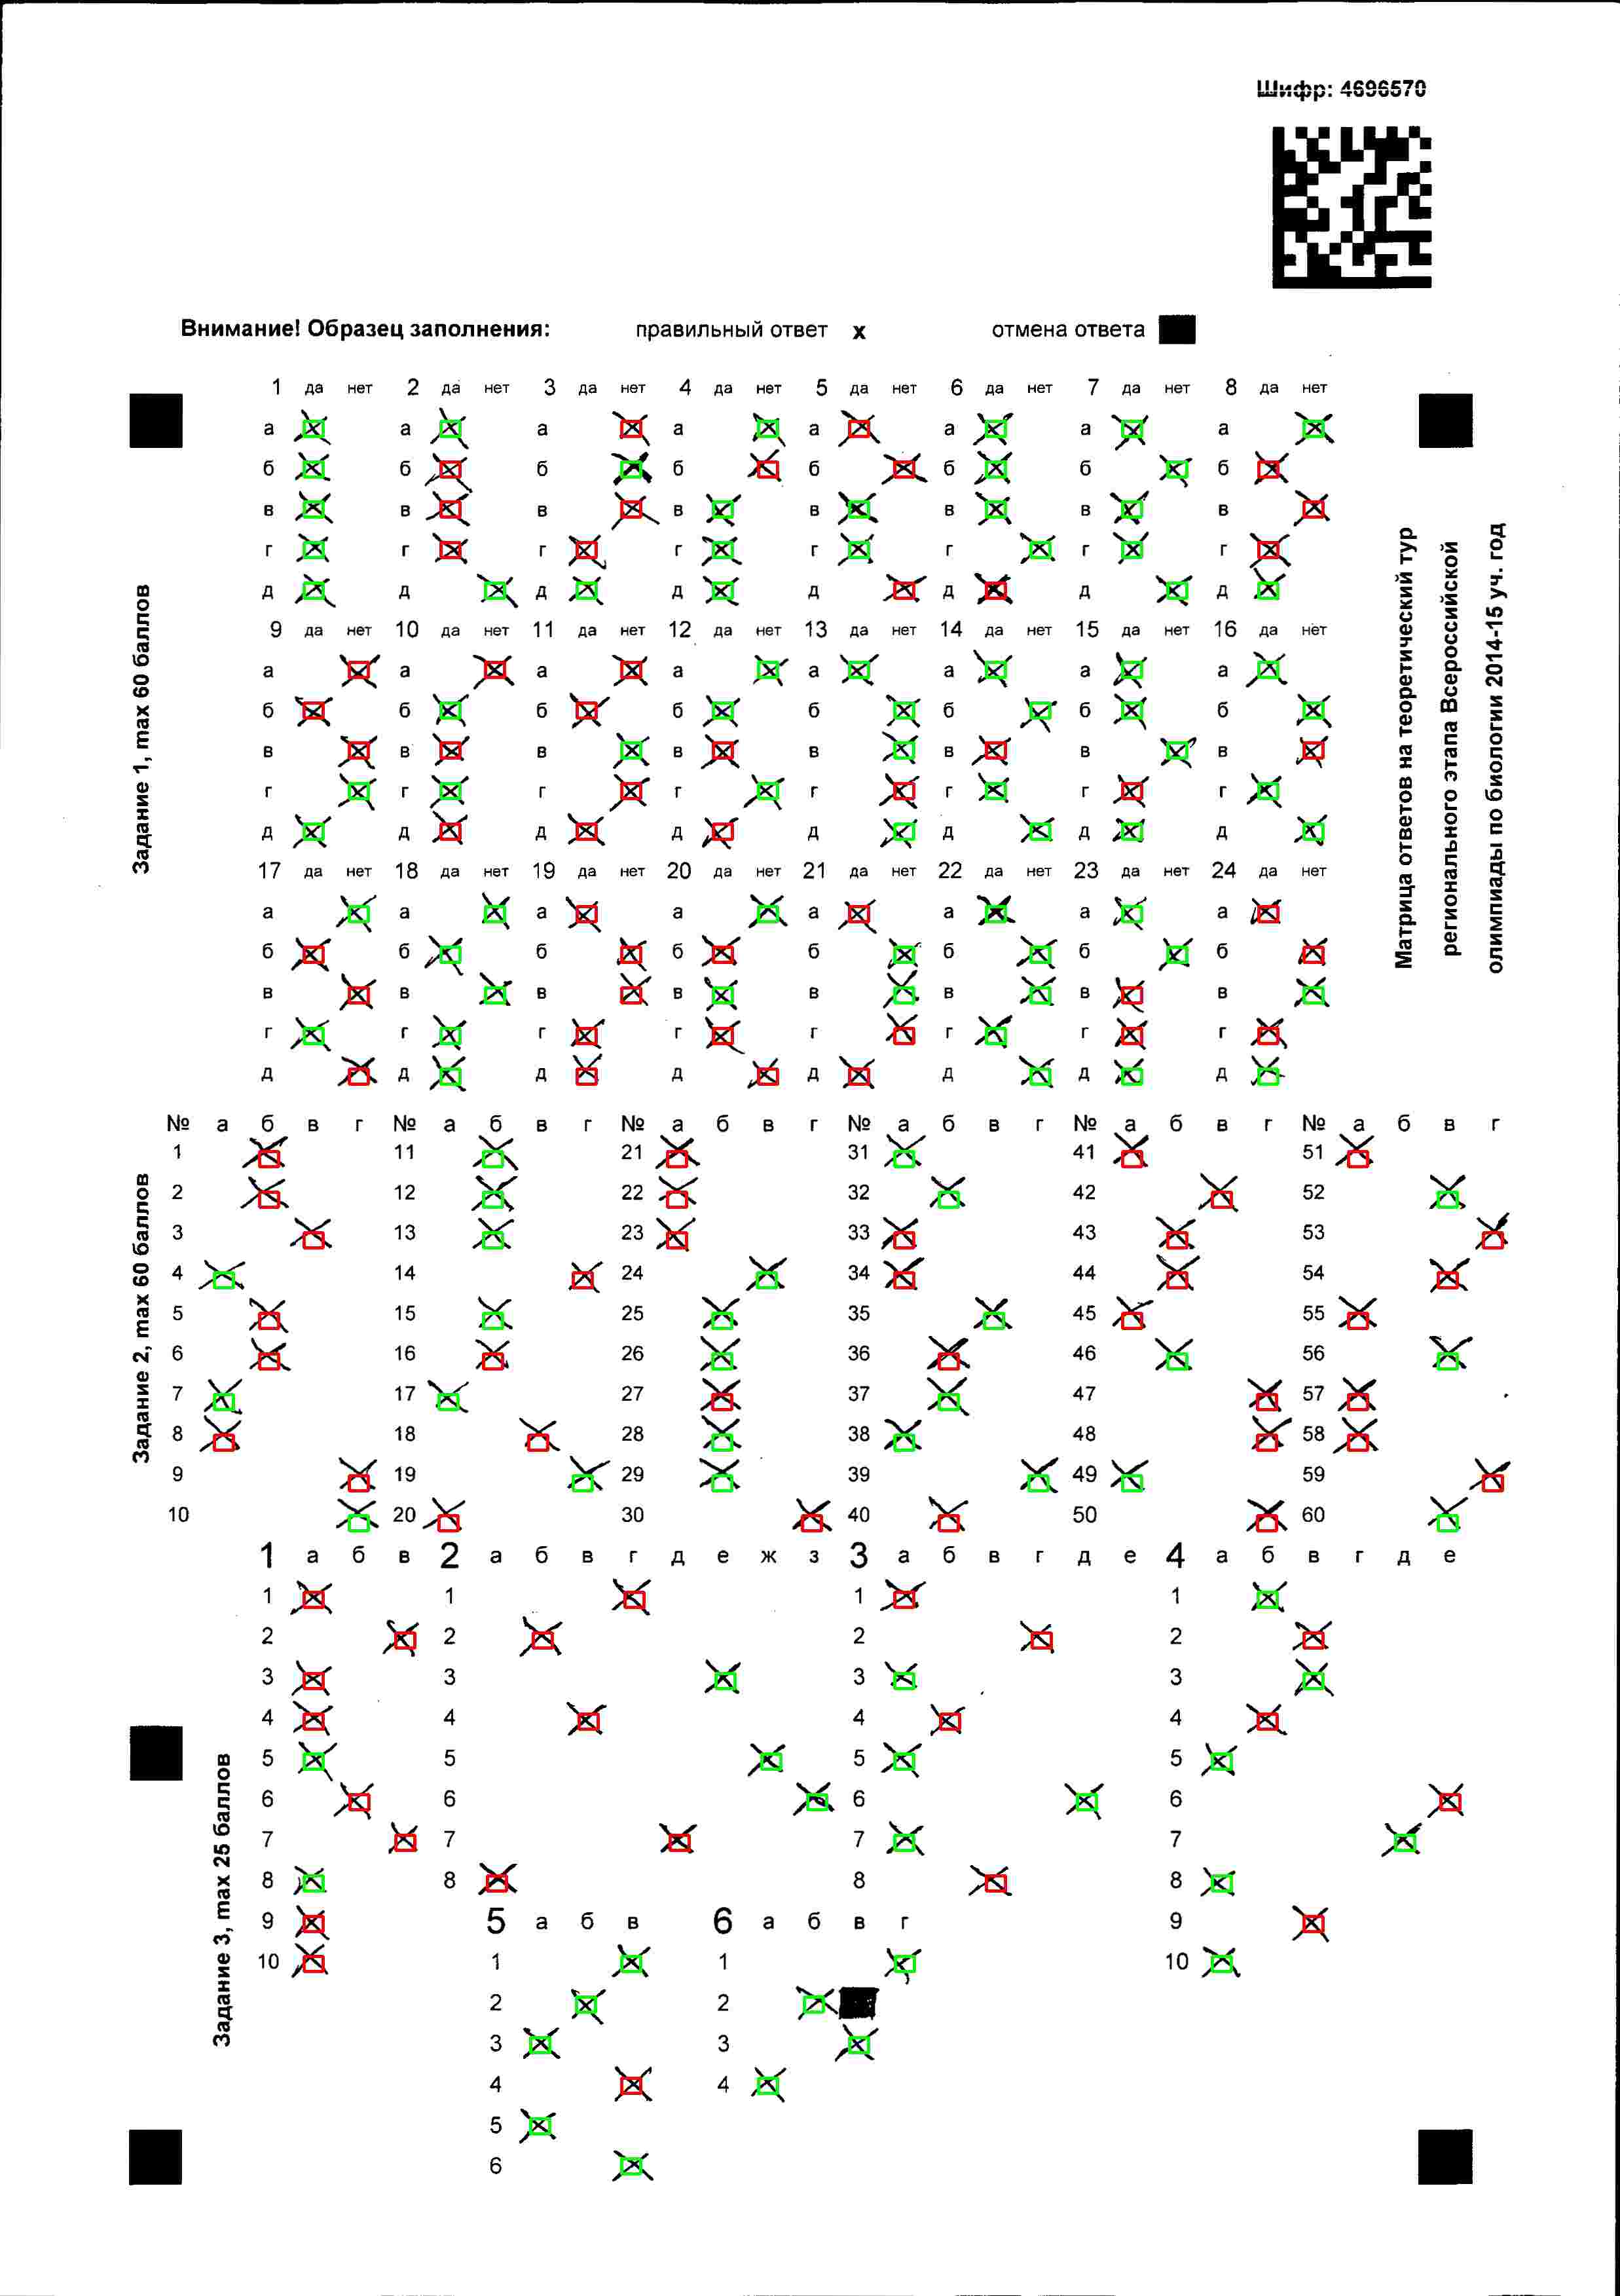 Шифр: 4696570
Внимание! Образец заполнения: правильный ответ х отмена ответа
1 да нет 2 да нет 3 да нет 4 да нет 5 да нет 6 да нет 7 да нет 8 да нет
а а а а а а а а
б б б б б б б б
в в в в в в в в
г г г г г г г г
д д д д д д д д
9 да нет 10 да нет 11 да нет 12 да нет 13 да нет 14 да нет 15 да нет 16 да нет
а а а а а а а а
б б б б б б б б
в в в в в в в в
г г г г г г г г
д д д д д д д д
17 да нет 18 да нет 19 да нет 20 да нет 21 да нет 22 да нет 23 да нет 24 да нет
а а а а а а а а
б б б б б б б б
в в в в в в в в
г г г г г г г г
д д д д д д д д
Задание 1, max 60 баллов
Матрица ответов на теоретический тур
регионального этапа Всероссийской
олимпиады по биологии 2014-15 уч. год
№ а б в г № а б в г № а б в г № а б в г № а б в г № а б в г
1 11 21 31 41 51
2 12 22 32 42 52
3 13 23 33 43 53
4 14 24 34 44 54
5 15 25 35 45 55
6 16 26 36 46 56
7 17 27 37 47 57
8 18 28 38 48 58
9 19 29 39 49 59
10 20 30 40 50 60
Задание 2, max 60 баллов
1 а б в 2 а б в г д е ж з 3 а б в г д е 4 а б в г д е
1 1 1 1
2 2 2 2
3 3 3 3
4 4 4 4
5 5 5 5
6 6 6 6
7 7 7 7
8 8 8 8
9 5 а б в 6 а б в г 9
10 1 1 10
2 2
3 3
4 4
5
6
Задание 3, max 25 баллов